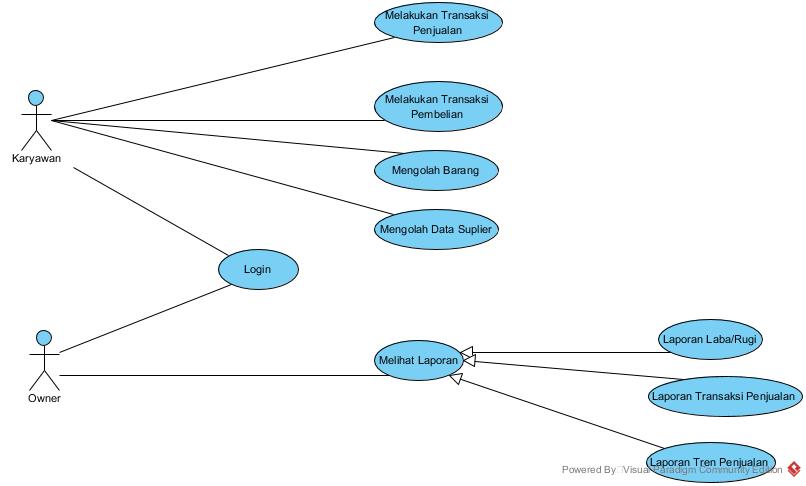 Melakukan Transaksi
Penjualan
Melakukan Transaksi
Pembelian
Karyawan
Mengolah Barang
Mengolah Data Suplier
Login
Laporan Laba/Rugi
Melihat Laporan
Laporan Transaksi Penjualan
Owner
Laporan Tren Penjualan
Powered By Visual Paradigm Community Edition